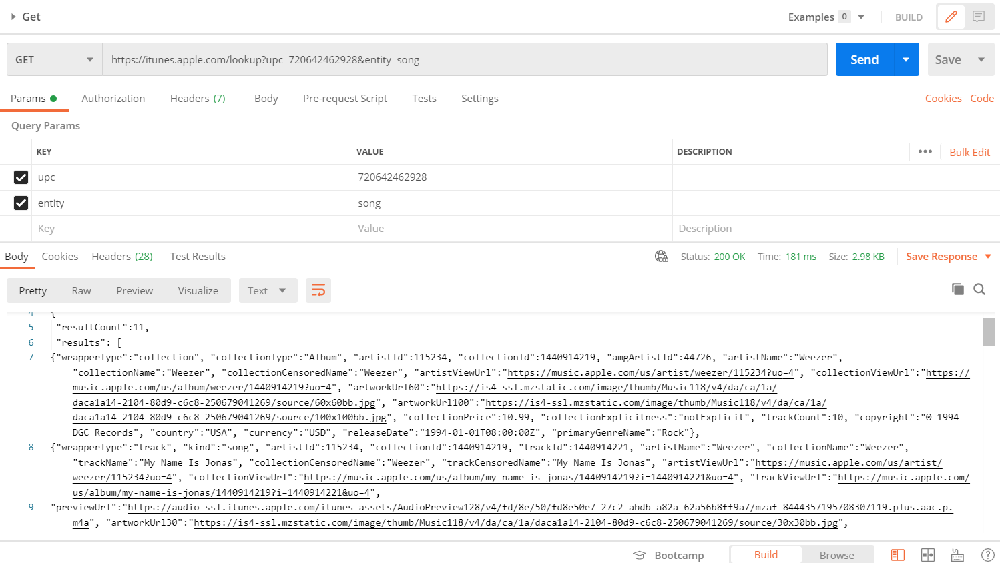 Get
Examples 0 BUILD
GET https://itunes.apple.com/lookup?upc=720642462928&entity=song Send Save
Params Authorization Headers (7) Body Pre-request Script Tests Settings Cookies Code
Query Params
KEY VALUE DESCRIPTION ••• Bulk Edit
upc 720642462928
entity song
Key Value Description
Body Cookies Headers (28) Test Results Status: 200 OK Time: 181 ms Size: 2.98 KB Save Response
Pretty Raw Preview Visualize Text
4 {
5 "resultCount":11,
6 "results": [
7 {"wrapperType":"collection", "collectionType":"Album", "artistId":115234, "collectionId":1440914219, "amgArtistId":44726, "artistName":"Weezer",
"collectionName":"Weezer", "collectionCensoredName":"Weezer", "artistViewUrl":"https://music.apple.com/us/artist/weezer/115234?uo=4", "collectionViewUrl":"https://
music.apple.com/us/album/weezer/1440914219?uo=4", "artworkUrl60":"https://is4-ssl.mzstatic.com/image/thumb/Music118/v4/da/ca/1a/
daca1a14-2104-80d9-c6c8-250679041269/source/60x60bb.jpg", "artworkUrl100":"https://is4-ssl.mzstatic.com/image/thumb/Music118/v4/da/ca/1a/
daca1a14-2104-80d9-c6c8-250679041269/source/100x100bb.jpg", "collectionPrice":10.99, "collectionExplicitness":"notExplicit", "trackCount":10, "copyright":"℗ 1994
DGC Records", "country":"USA", "currency":"USD", "releaseDate":"1994-01-01T08:00:00Z", "primaryGenreName":"Rock"},
8 {"wrapperType":"track", "kind":"song", "artistId":115234, "collectionId":1440914219, "trackId":1440914221, "artistName":"Weezer", "collectionName":"Weezer",
"trackName":"My Name Is Jonas", "collectionCensoredName":"Weezer", "trackCensoredName":"My Name Is Jonas", "artistViewUrl":"https://music.apple.com/us/artist/
weezer/115234?uo=4", "collectionViewUrl":"https://music.apple.com/us/album/my-name-is-jonas/1440914219?i=1440914221&uo=4", "trackViewUrl":"https://music.apple.com/
us/album/my-name-is-jonas/1440914219?i=1440914221&uo=4",
9 "previewUrl":"https://audio-ssl.itunes.apple.com/itunes-assets/AudioPreview128/v4/fd/8e/50/fd8e50e7-27c2-abdb-a82a-62a56b8ff9a7/mzaf_8444357195708307119.plus.aac.p.
m4a", "artworkUrl30":"https://is4-ssl.mzstatic.com/image/thumb/Music118/v4/da/ca/1a/daca1a14-2104-80d9-c6c8-250679041269/source/30x30bb.jpg",
Bootcamp Build Browse